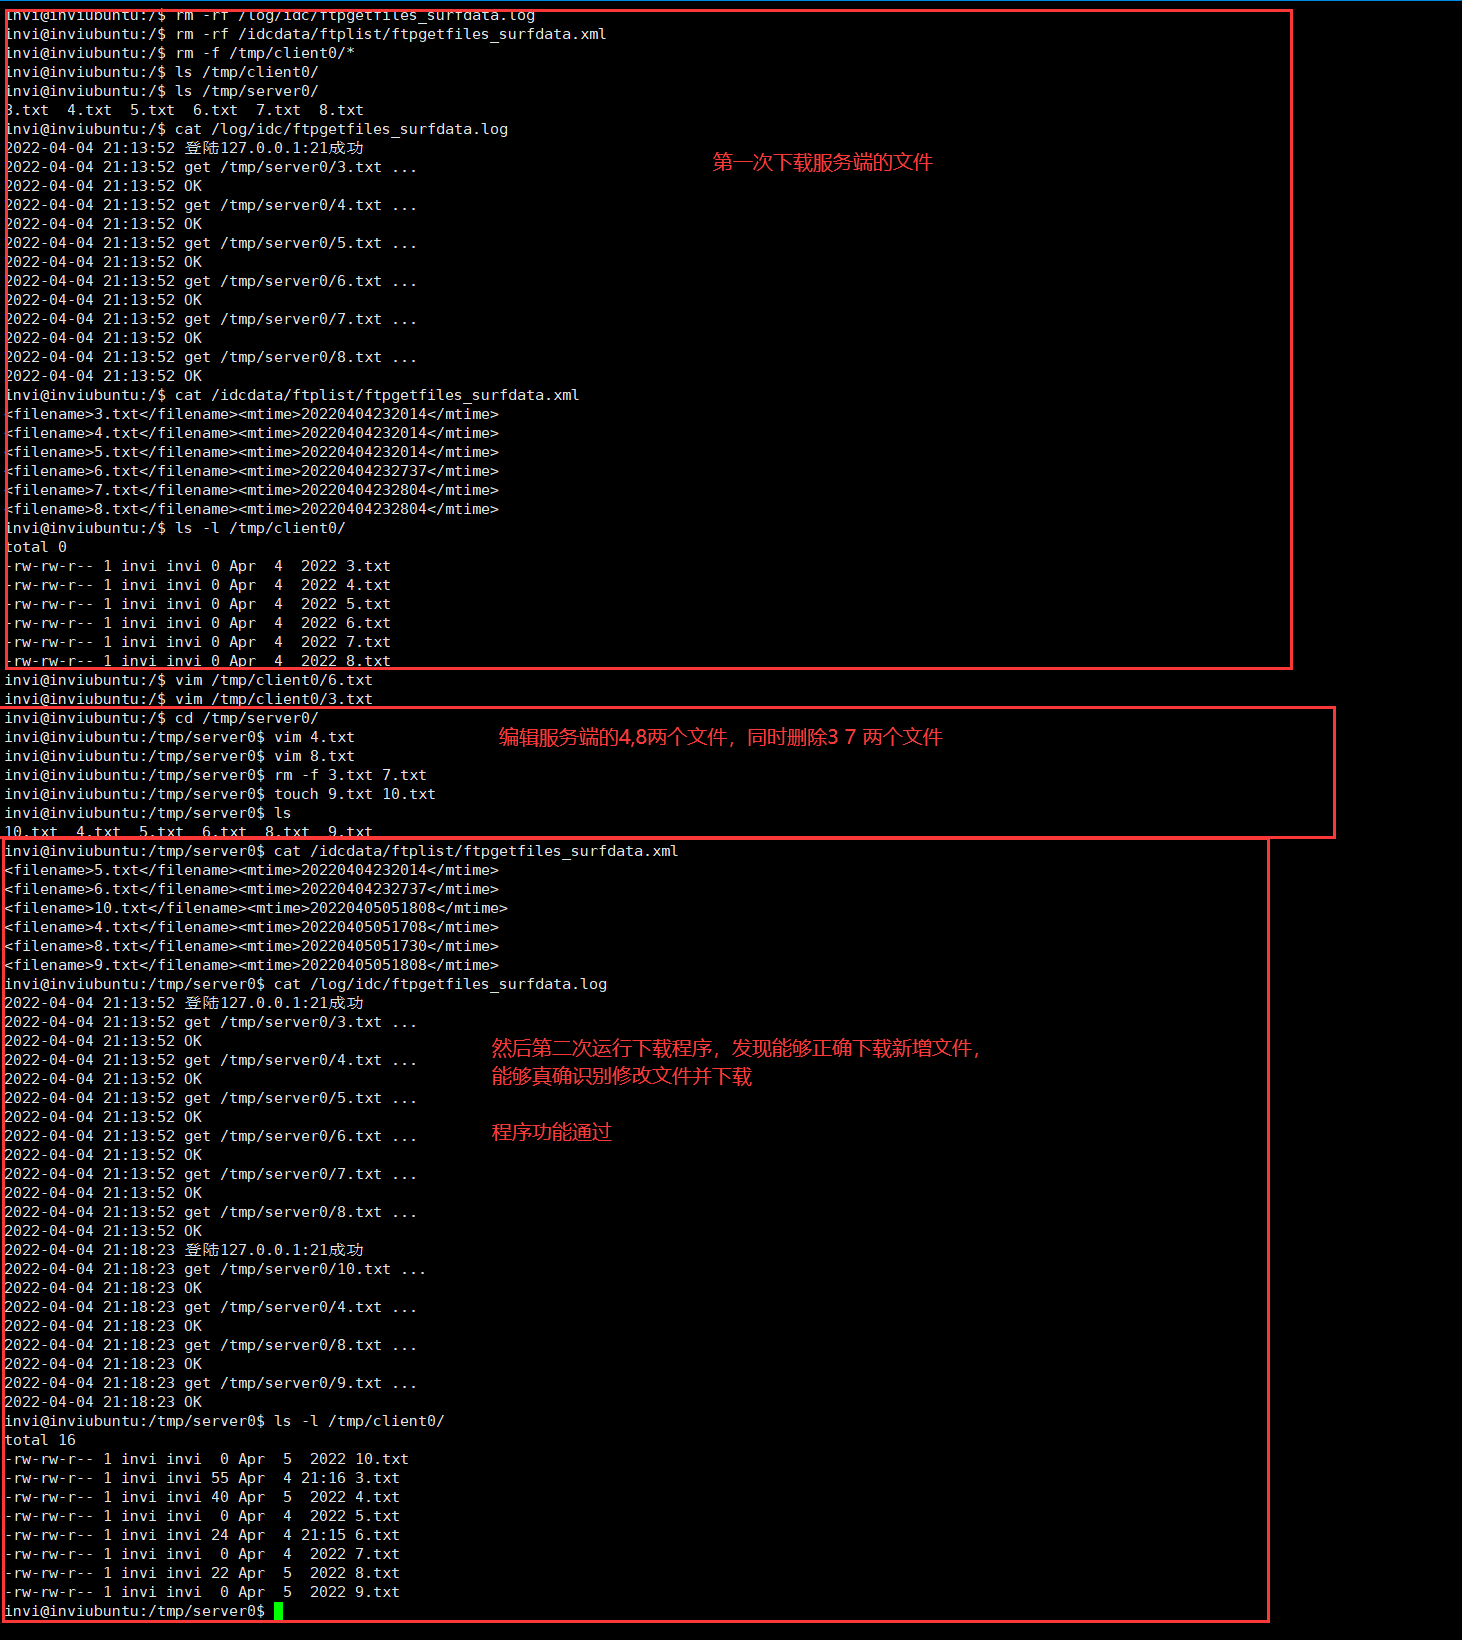 invi@inviubuntu:/$ rm -rf /log/idc/ftpgetfiles_surfdata.log
invi@inviubuntu:/$ rm -rf /idcdata/ftplist/ftpgetfiles_surfdata.xml
invi@inviubuntu:/$ rm -f /tmp/client0/*
invi@inviubuntu:/$ ls /tmp/client0/
invi@inviubuntu:/$ ls /tmp/server0/
3.txt  4.txt  5.txt  6.txt  7.txt  8.txt
invi@inviubuntu:/$ cat /log/idc/ftpgetfiles_surfdata.log
2022-04-04 21:13:52 登陆127.0.0.1:21成功
第一次下载服务端的文件
2022-04-04 21:13:52 get /tmp/server0/3.txt ...
2022-04-04 21:13:52 OK
2022-04-04 21:13:52 get /tmp/server0/4.txt ...
2022-04-04 21:13:52 OK
2022-04-04 21:13:52 get /tmp/server0/5.txt ...
2022-04-04 21:13:52 OK
2022-04-04 21:13:52 get /tmp/server0/6.txt ...
2022-04-04 21:13:52 OK
2022-04-04 21:13:52 get /tmp/server0/7.txt ...
2022-04-04 21:13:52 OK
2022-04-04 21:13:52 get /tmp/server0/8.txt ...
2022-04-04 21:13:52 OK
invi@inviubuntu:/$ cat /idcdata/ftplist/ftpgetfiles_surfdata.xml
<filename>3.txt</filename><mtime>20220404232014</mtime>
<filename>4.txt</filename><mtime>20220404232014</mtime>
<filename>5.txt</filename><mtime>20220404232014</mtime>
<filename>6.txt</filename><mtime>20220404232737</mtime>
<filename>7.txt</filename><mtime>20220404232804</mtime>
<filename>8.txt</filename><mtime>20220404232804</mtime>
invi@inviubuntu:/$ ls -l /tmp/client0/
total 0
-rw-rw-r-- 1 invi invi 0 Apr  4  2022 3.txt
-rw-rw-r-- 1 invi invi 0 Apr  4  2022 4.txt
-rw-rw-r-- 1 invi invi 0 Apr  4  2022 5.txt
-rw-rw-r-- 1 invi invi 0 Apr  4  2022 6.txt
-rw-rw-r-- 1 invi invi 0 Apr  4  2022 7.txt
-rw-rw-r-- 1 invi invi 0 Apr  4  2022 8.txt
invi@inviubuntu:/$ vim /tmp/client0/6.txt
invi@inviubuntu:/$ vim /tmp/client0/3.txt
invi@inviubuntu:/$ cd /tmp/server0/
invi@inviubuntu:/tmp/server0$ vim 4.txt
编辑服务端的4,8两个文件，同时删除3 7 两个文件
invi@inviubuntu:/tmp/server0$ vim 8.txt
invi@inviubuntu:/tmp/server0$ rm -f 3.txt 7.txt
invi@inviubuntu:/tmp/server0$ touch 9.txt 10.txt
invi@inviubuntu:/tmp/server0$ ls
10.txt  4.txt  5.txt  6.txt  8.txt  9.txt
invi@inviubuntu:/tmp/server0$ cat /idcdata/ftplist/ftpgetfiles_surfdata.xml
<filename>5.txt</filename><mtime>20220404232014</mtime>
<filename>6.txt</filename><mtime>20220404232737</mtime>
<filename>10.txt</filename><mtime>20220405051808</mtime>
<filename>4.txt</filename><mtime>20220405051708</mtime>
<filename>8.txt</filename><mtime>20220405051730</mtime>
<filename>9.txt</filename><mtime>20220405051808</mtime>
invi@inviubuntu:/tmp/server0$ cat /log/idc/ftpgetfiles_surfdata.log
2022-04-04 21:13:52 登陆127.0.0.1:21成功
2022-04-04 21:13:52 get /tmp/server0/3.txt ...
2022-04-04 21:13:52 OK
2022-04-04 21:13:52 get /tmp/server0/4.txt ...
2022-04-04 21:13:52 OK
2022-04-04 21:13:52 get /tmp/server0/5.txt ...
2022-04-04 21:13:52 OK
2022-04-04 21:13:52 get /tmp/server0/6.txt ...
2022-04-04 21:13:52 OK
2022-04-04 21:13:52 get /tmp/server0/7.txt ...
2022-04-04 21:13:52 OK
2022-04-04 21:13:52 get /tmp/server0/8.txt ...
2022-04-04 21:13:52 OK
然后第二次运行下载程序，发现能够正确下载新增文件，
能够真确识别修改文件并下载
程序功能通过
2022-04-04 21:18:23 登陆127.0.0.1:21成功
2022-04-04 21:18:23 get /tmp/server0/10.txt ...
2022-04-04 21:18:23 OK
2022-04-04 21:18:23 get /tmp/server0/4.txt ...
2022-04-04 21:18:23 OK
2022-04-04 21:18:23 get /tmp/server0/8.txt ...
2022-04-04 21:18:23 OK
2022-04-04 21:18:23 get /tmp/server0/9.txt ...
2022-04-04 21:18:23 OK
invi@inviubuntu:/tmp/server0$ ls -l /tmp/client0/
total 16
-rw-rw-r-- 1 invi invi  0 Apr  5  2022 10.txt
-rw-rw-r-- 1 invi invi 55 Apr  4 21:16 3.txt
-rw-rw-r-- 1 invi invi 40 Apr  5  2022 4.txt
-rw-rw-r-- 1 invi invi  0 Apr  4  2022 5.txt
-rw-rw-r-- 1 invi invi 24 Apr  4 21:15 6.txt
-rw-rw-r-- 1 invi invi  0 Apr  4  2022 7.txt
-rw-rw-r-- 1 invi invi 22 Apr  5  2022 8.txt
-rw-rw-r-- 1 invi invi  0 Apr  5  2022 9.txt
invi@inviubuntu:/tmp/server0$